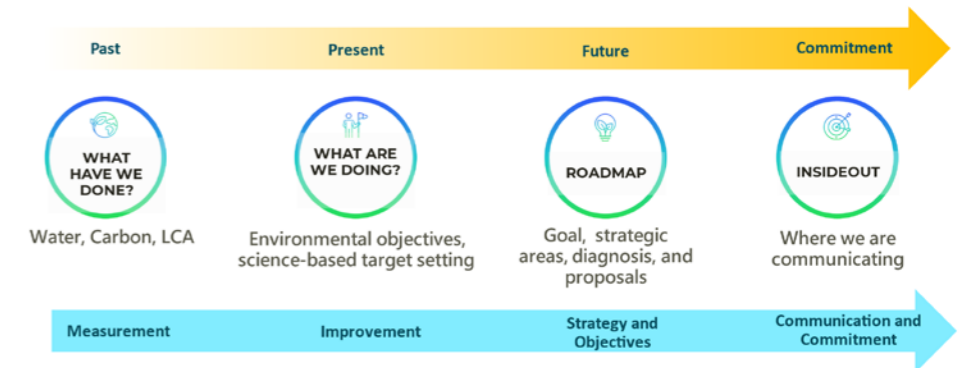 Past
Present
Future
Commitment
WHAT
HAVE WE
DONE?
WHAT ARE
WE DOING?
ROADMAP
INSIDEOUT
Water, Carbon, LCA
Environmental objectives,
science-based target setting
Goal, strategic
areas, diagnosis, and
proposals
Where we are
communicating
Measurement
Improvement
Strategy and
Objectives
Communication and
Commitment